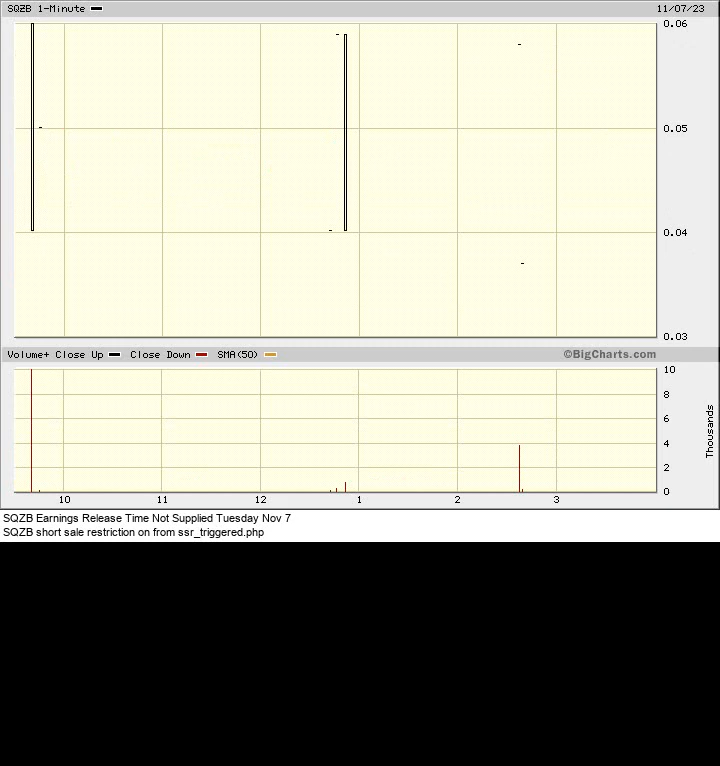 SQZB 1-Minute 11/07/23
0.06
0.05
0.04
0.03
Volume+ Close Up Close Down SMA(50) ©BigCharts.com
10
8
6
4
2
0
Thousands
10 11 12 1 2 3
SQZB Earnings Release Time Not Supplied Tuesday Nov 7
SQZB short sale restriction on from ssr_triggered.php